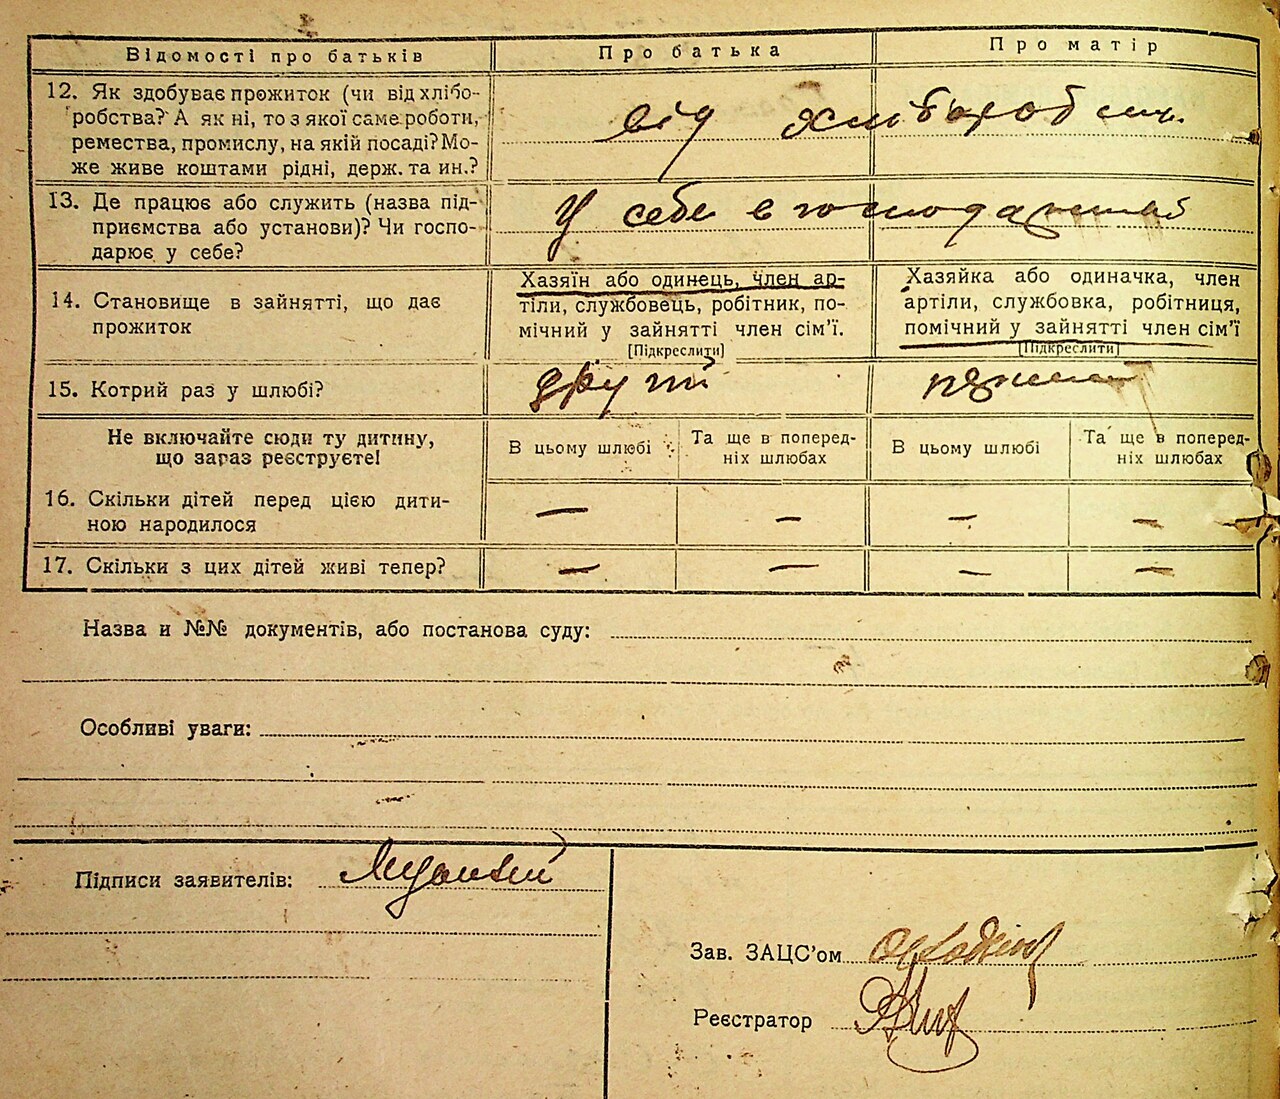 Відомості про батьків Про батька Про матір
12. Як здобуває прожиток (чи від хлібо-
робства? А як ні, то з якої саме роботи,
ремества, промислу, на якій посаді? Мо-
же живе коштами рідні, держ. та ин.?
від хліборобства
13. Де працює або служить (назва під-
приємства або установи)? Чи госпо-
дарює у себе?
У себе в господарстві
14. Становище в зайнятті, що дає
прожиток
Хазяїн або одинець, член ар-
тіли, службовець, робітник, по-
мічний у зайнятті член сім'ї.
[Підкреслити]
Хазяйка або одиначка, член
артіли, службовка, робітниця,
помічний у зайнятті член сім'ї
[Підкреслити]
15. Котрий раз у шлюбі?
другий
Не включайте сюди ту дитину,
що зараз реєструєте!
В цьому шлюбі
Та ще в поперед-
ніх шлюбах
В цьому шлюбі
Та ще в поперед-
ніх шлюбах
16. Скільки дітей перед цією дити-
ною народилося
— — — —
17. Скільки з цих дітей живі тепер?
— — — —
Назва и №№ документів, або постанова суду:
Особливі уваги:
Підписи заявителів:
Зав. ЗАЦС'ом
Реєстратор